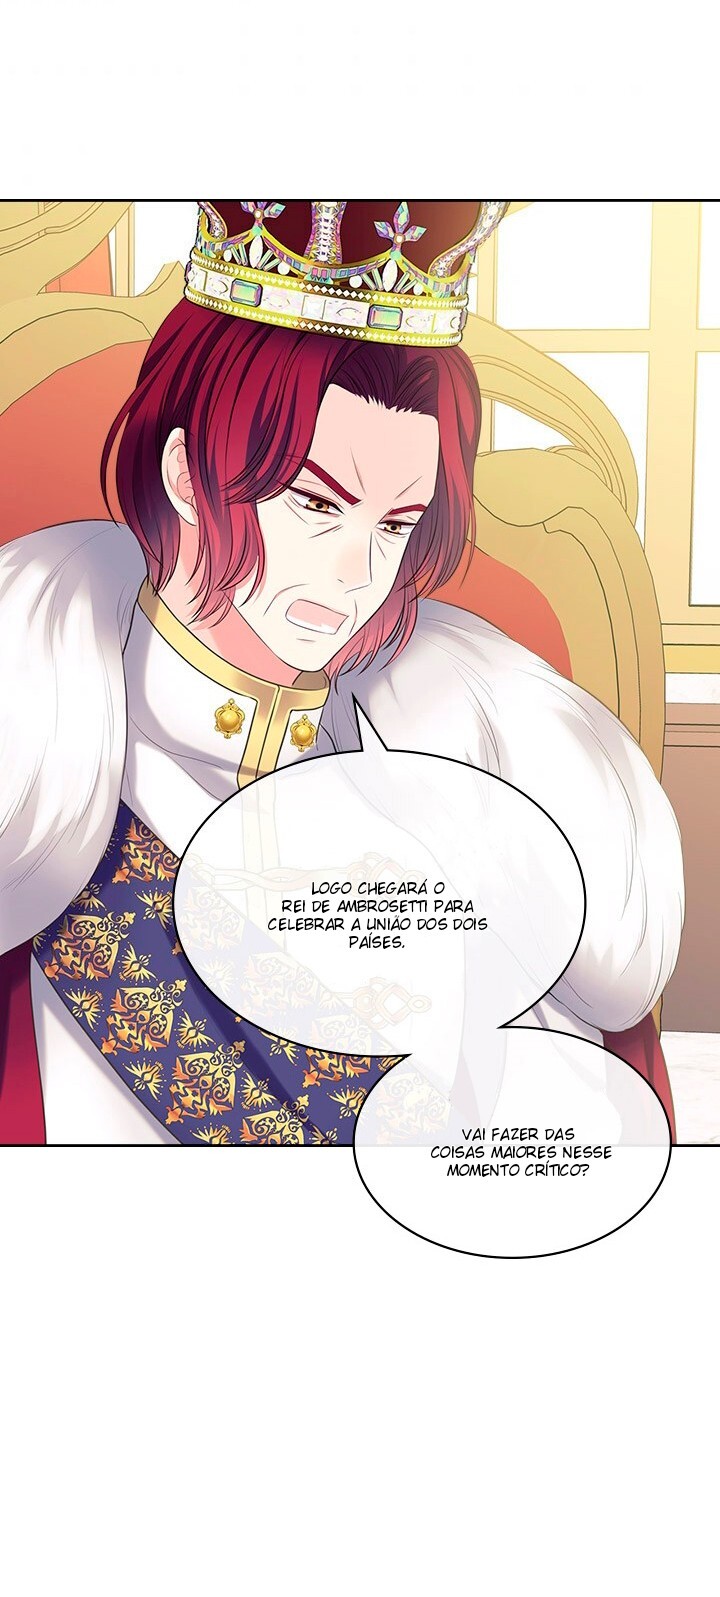 LOGO CHEGARÁ O
REI DE AMBROSETTI PARA
CELEBRAR A UNIÃO DOS DOIS
PAÍSES.
VAI FAZER DAS
COISAS MAIORES NESSE
MOMENTO CRÍTICO?